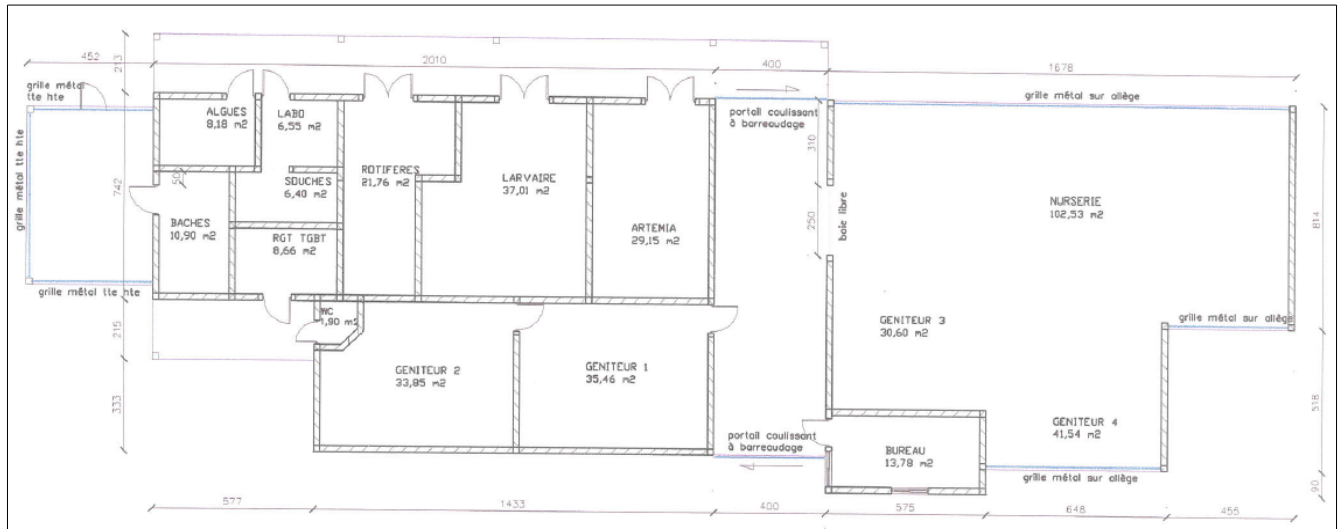 452
213
2010
400
1678
grille métal
tte hte
grille métal sur allège
ALGUES
8,18 m2
LABO
6,55 m2
portail coulissant
à barreaudage
310
grille métal tte hte
742
50
SOUCHES
6,40 m2
ROTIFERES
21,76 m2
LARVAIRE
37,01 m2
NURSERIE
102,53 m2
814
BACHES
10,90 m2
RGT TGBT
8,66 m2
ARTEMIA
29,15 m2
250
baie libre
grille métal tte hte
WC
1,90 m2
215
GENITEUR 3
30,60 m2
grille métal sur allège
GENITEUR 2
33,85 m2
GENITEUR 1
35,46 m2
333
518
GENITEUR 4
41,54 m2
portail coulissant
à barreaudage
BUREAU
13,78 m2
grille métal sur allège
90
577
1433
400
575
648
455